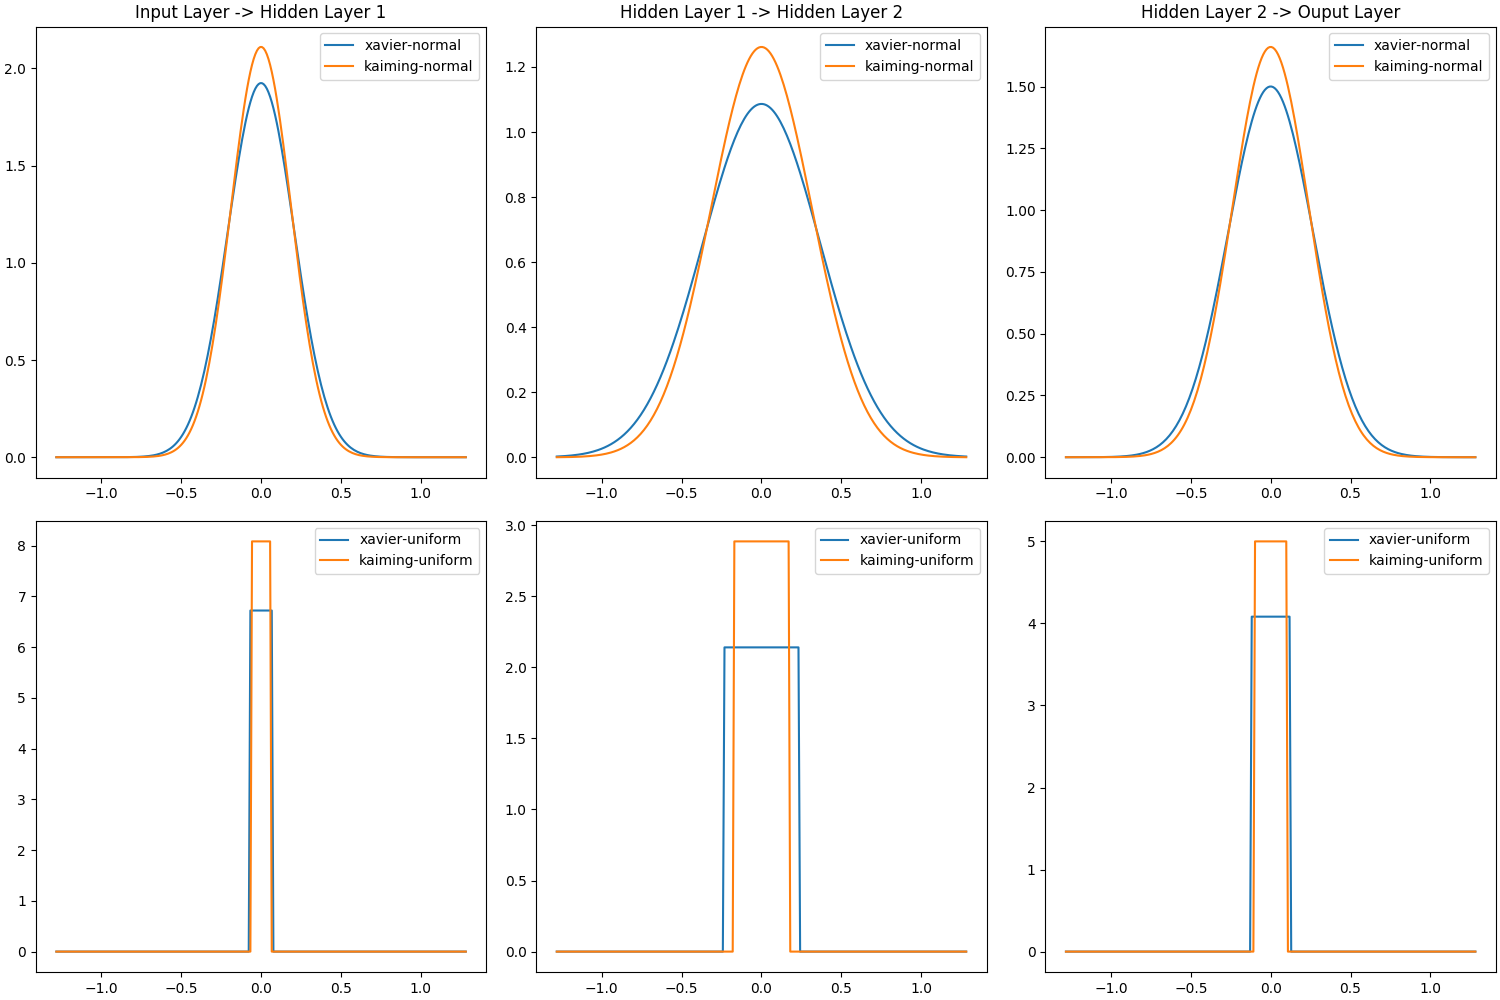 Input Layer -> Hidden Layer 1
xavier-normal
kaiming-normal
2.0
1.5
1.0
0.5
0.0
−1.0 −0.5 0.0 0.5 1.0
Hidden Layer 1 -> Hidden Layer 2
xavier-normal
kaiming-normal
1.2
1.0
0.8
0.6
0.4
0.2
0.0
−1.0 −0.5 0.0 0.5 1.0
Hidden Layer 2 -> Ouput Layer
xavier-normal
kaiming-normal
1.50
1.25
1.00
0.75
0.50
0.25
0.00
−1.0 −0.5 0.0 0.5 1.0
xavier-uniform
kaiming-uniform
8
7
6
5
4
3
2
1
0
−1.0 −0.5 0.0 0.5 1.0
xavier-uniform
kaiming-uniform
3.0
2.5
2.0
1.5
1.0
0.5
0.0
−1.0 −0.5 0.0 0.5 1.0
xavier-uniform
kaiming-uniform
5
4
3
2
1
0
−1.0 −0.5 0.0 0.5 1.0